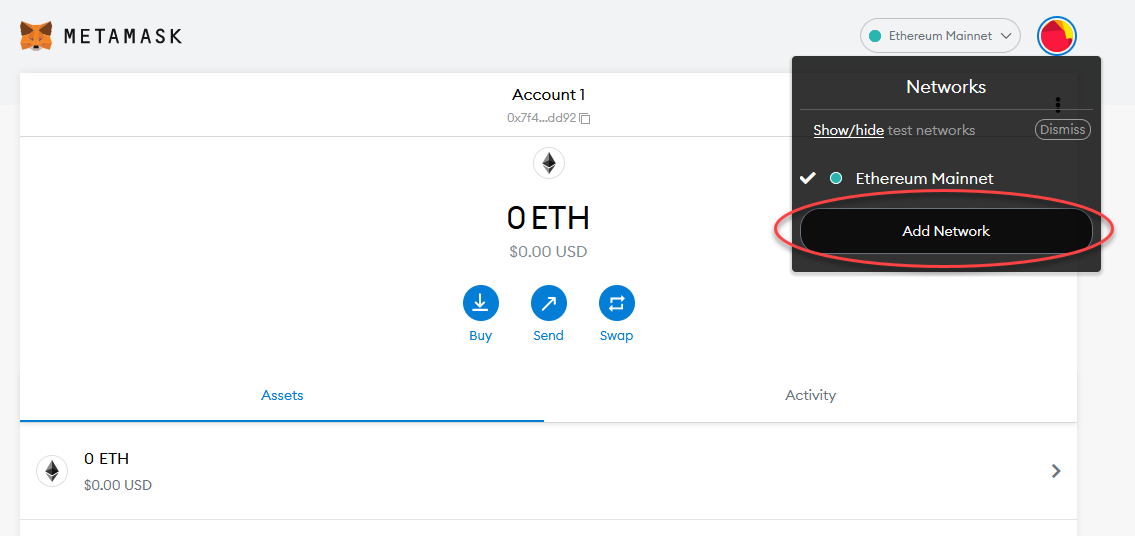 METAMASK
Ethereum Mainnet
Account 1
0x7f4...dd92
0 ETH
$0.00 USD
Buy
Send
Swap
Networks
Show/hide test networks
Dismiss
Ethereum Mainnet
Add Network
Assets
Activity
0 ETH
$0.00 USD